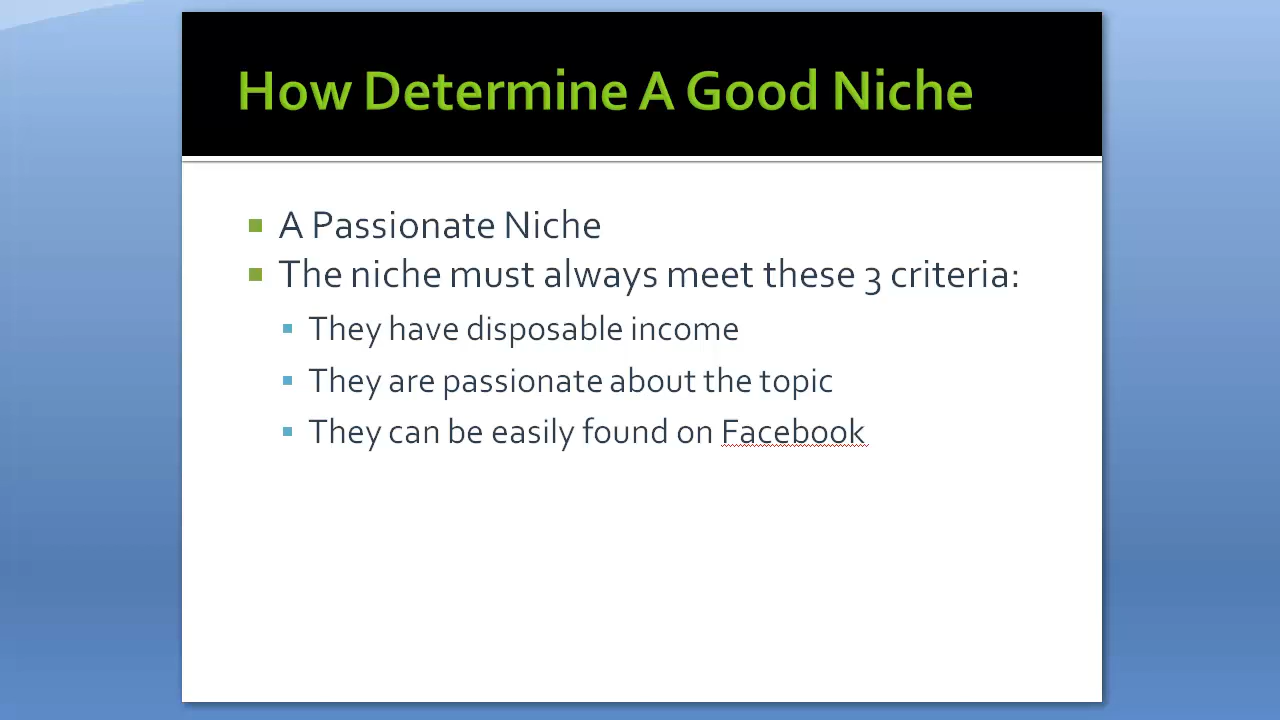 How Determine A Good Niche
A Passionate Niche
The niche must always meet these 3 criteria:
They have disposable income
They are passionate about the topic
They can be easily found on Facebook